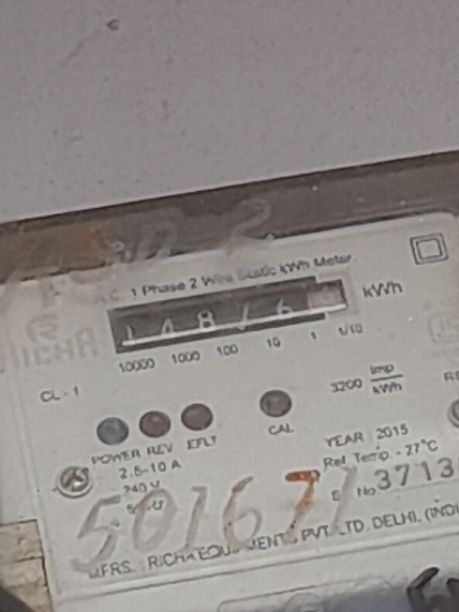 A.C. 1 Phase 2 Wire Static kWh Meter
RICHA
kWh
10000 1000 100 10 1 1/10
CL - 1
3200 imp/kWh
POWER REV EFLT
CAL
2.5-10 A
240 V
YEAR : 2015
Ref. Temp - 27°C
No 3713
501677
MFRS. : RICHA EQUIPMENTS PVT. LTD. DELHI, (INDI